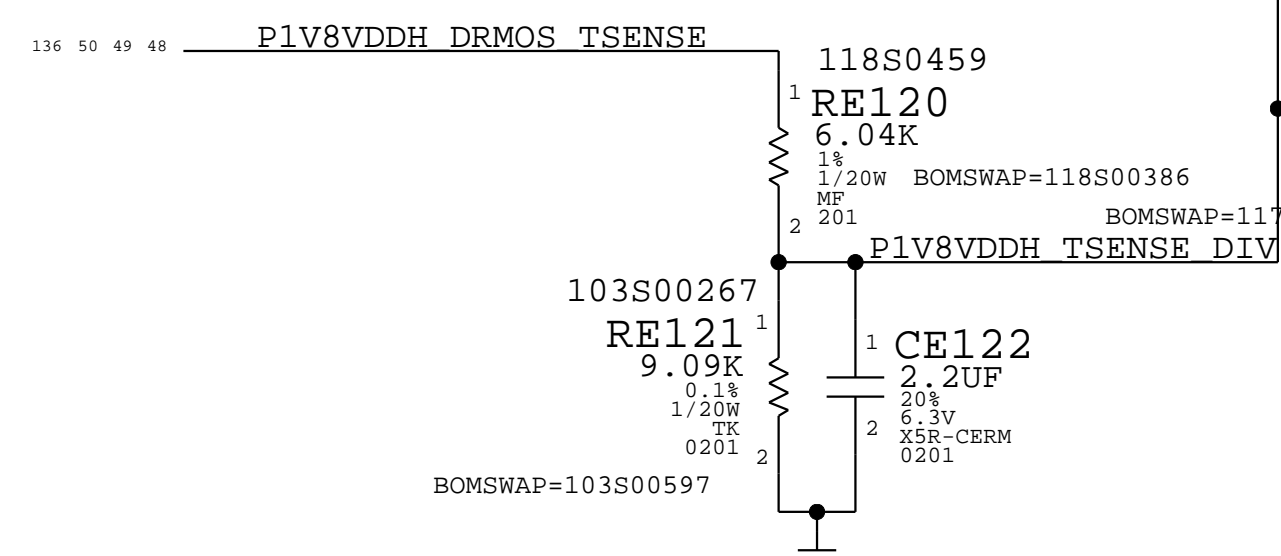 136 50 49 48
P1V8VDDH_DRMOS_TSENSE
118S0459
1
RE120
6.04K
1%
1/20W
MF
201
2
BOMSWAP=118S00386
BOMSWAP=117
P1V8VDDH_TSENSE_DIV
103S00267
1
RE121
9.09K
0.1%
1/20W
TK
0201
2
BOMSWAP=103S00597
1
CE122
2.2UF
20%
6.3V
X5R-CERM
0201
2